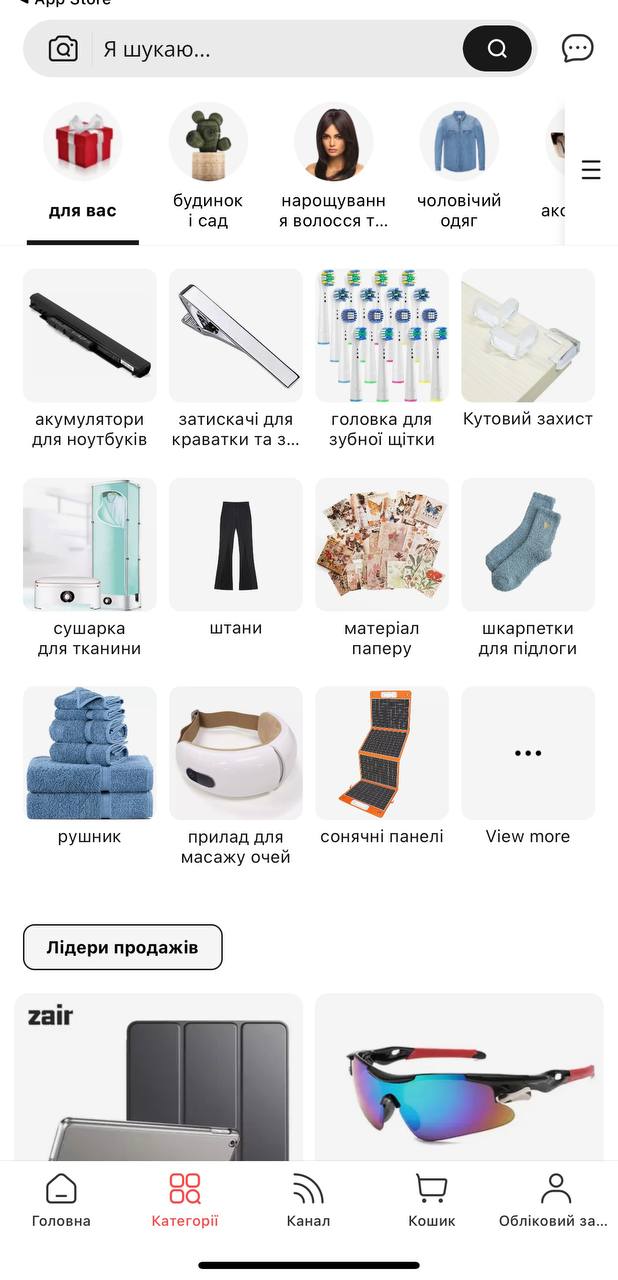 App Store
Я шукаю...
для вас
будинок
і сад
нарощуванн
я волосся т...
чоловічий
одяг
акс
акумулятори
для ноутбуків
затискачі для
краватки та з...
головка для
зубної щітки
Кутовий захист
сушарка
для тканини
штани
матеріал
паперу
шкарпетки
для підлоги
рушник
прилад для
масажу очей
сонячні панелі
View more
Лідери продажів
zair
Головна
Категорії
Канал
Кошик
Обліковий за...